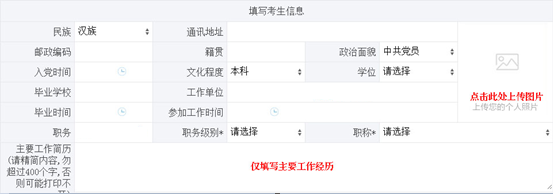 填写考生信息
民族 汉族 通讯地址
邮政编码 籍贯 政治面貌 中共党员
入党时间 文化程度 本科 学位 请选择
点击此处上传图片
上传您的个人照片
毕业学校 工作单位
毕业时间 参加工作时间
职务 职务级别* 请选择 职称* 请选择
主要工作简历
(请精简内容,勿
超过400个字,否
则可能打印不
开)
仅填写主要工作经历